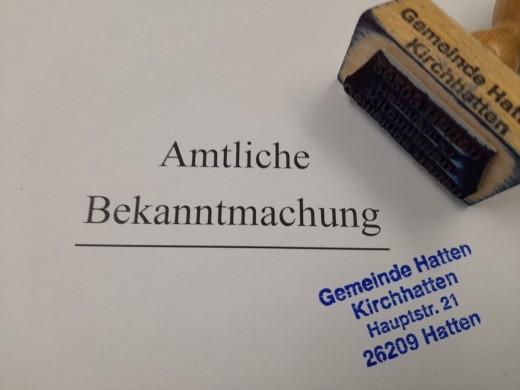 Gemeinde Hatten
Kirchhatten
Amtliche
Bekanntmachung
Gemeinde Hatten
Kirchhatten
Hauptstr. 21
26209 Hatten